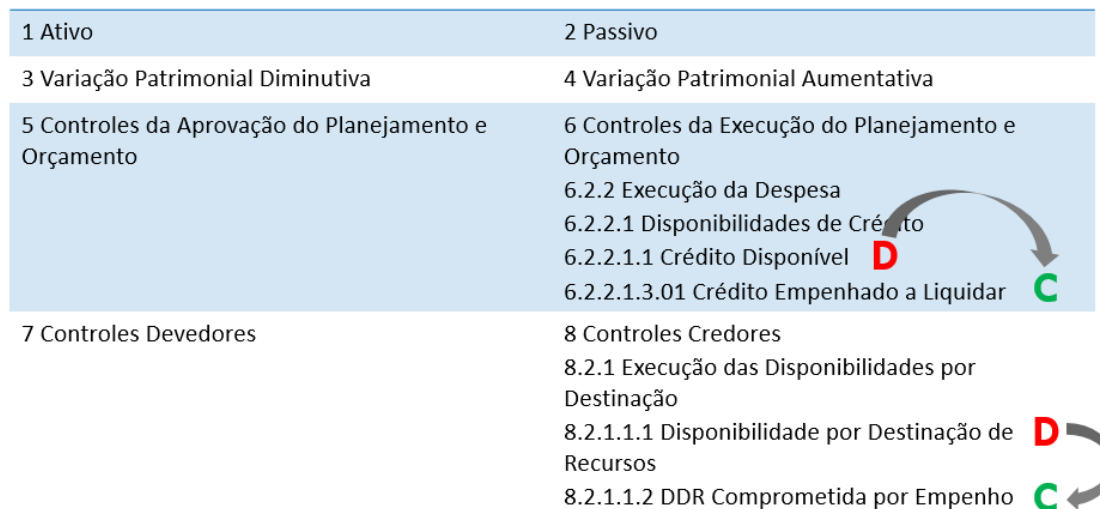 1 Ativo
2 Passivo
3 Variação Patrimonial Diminutiva
4 Variação Patrimonial Aumentativa
5 Controles da Aprovação do Planejamento e
Orçamento
6 Controles da Execução do Planejamento e
Orçamento
6.2.2 Execução da Despesa
6.2.2.1 Disponibilidades de Crédito
6.2.2.1.1 Crédito Disponível D
6.2.2.1.3.01 Crédito Empenhado a Liquidar C
7 Controles Devedores
8 Controles Credores
8.2.1 Execução das Disponibilidades por
Destinação
8.2.1.1.1 Disponibilidade por Destinação de D
Recursos
8.2.1.1.2 DDR Comprometida por Empenho C